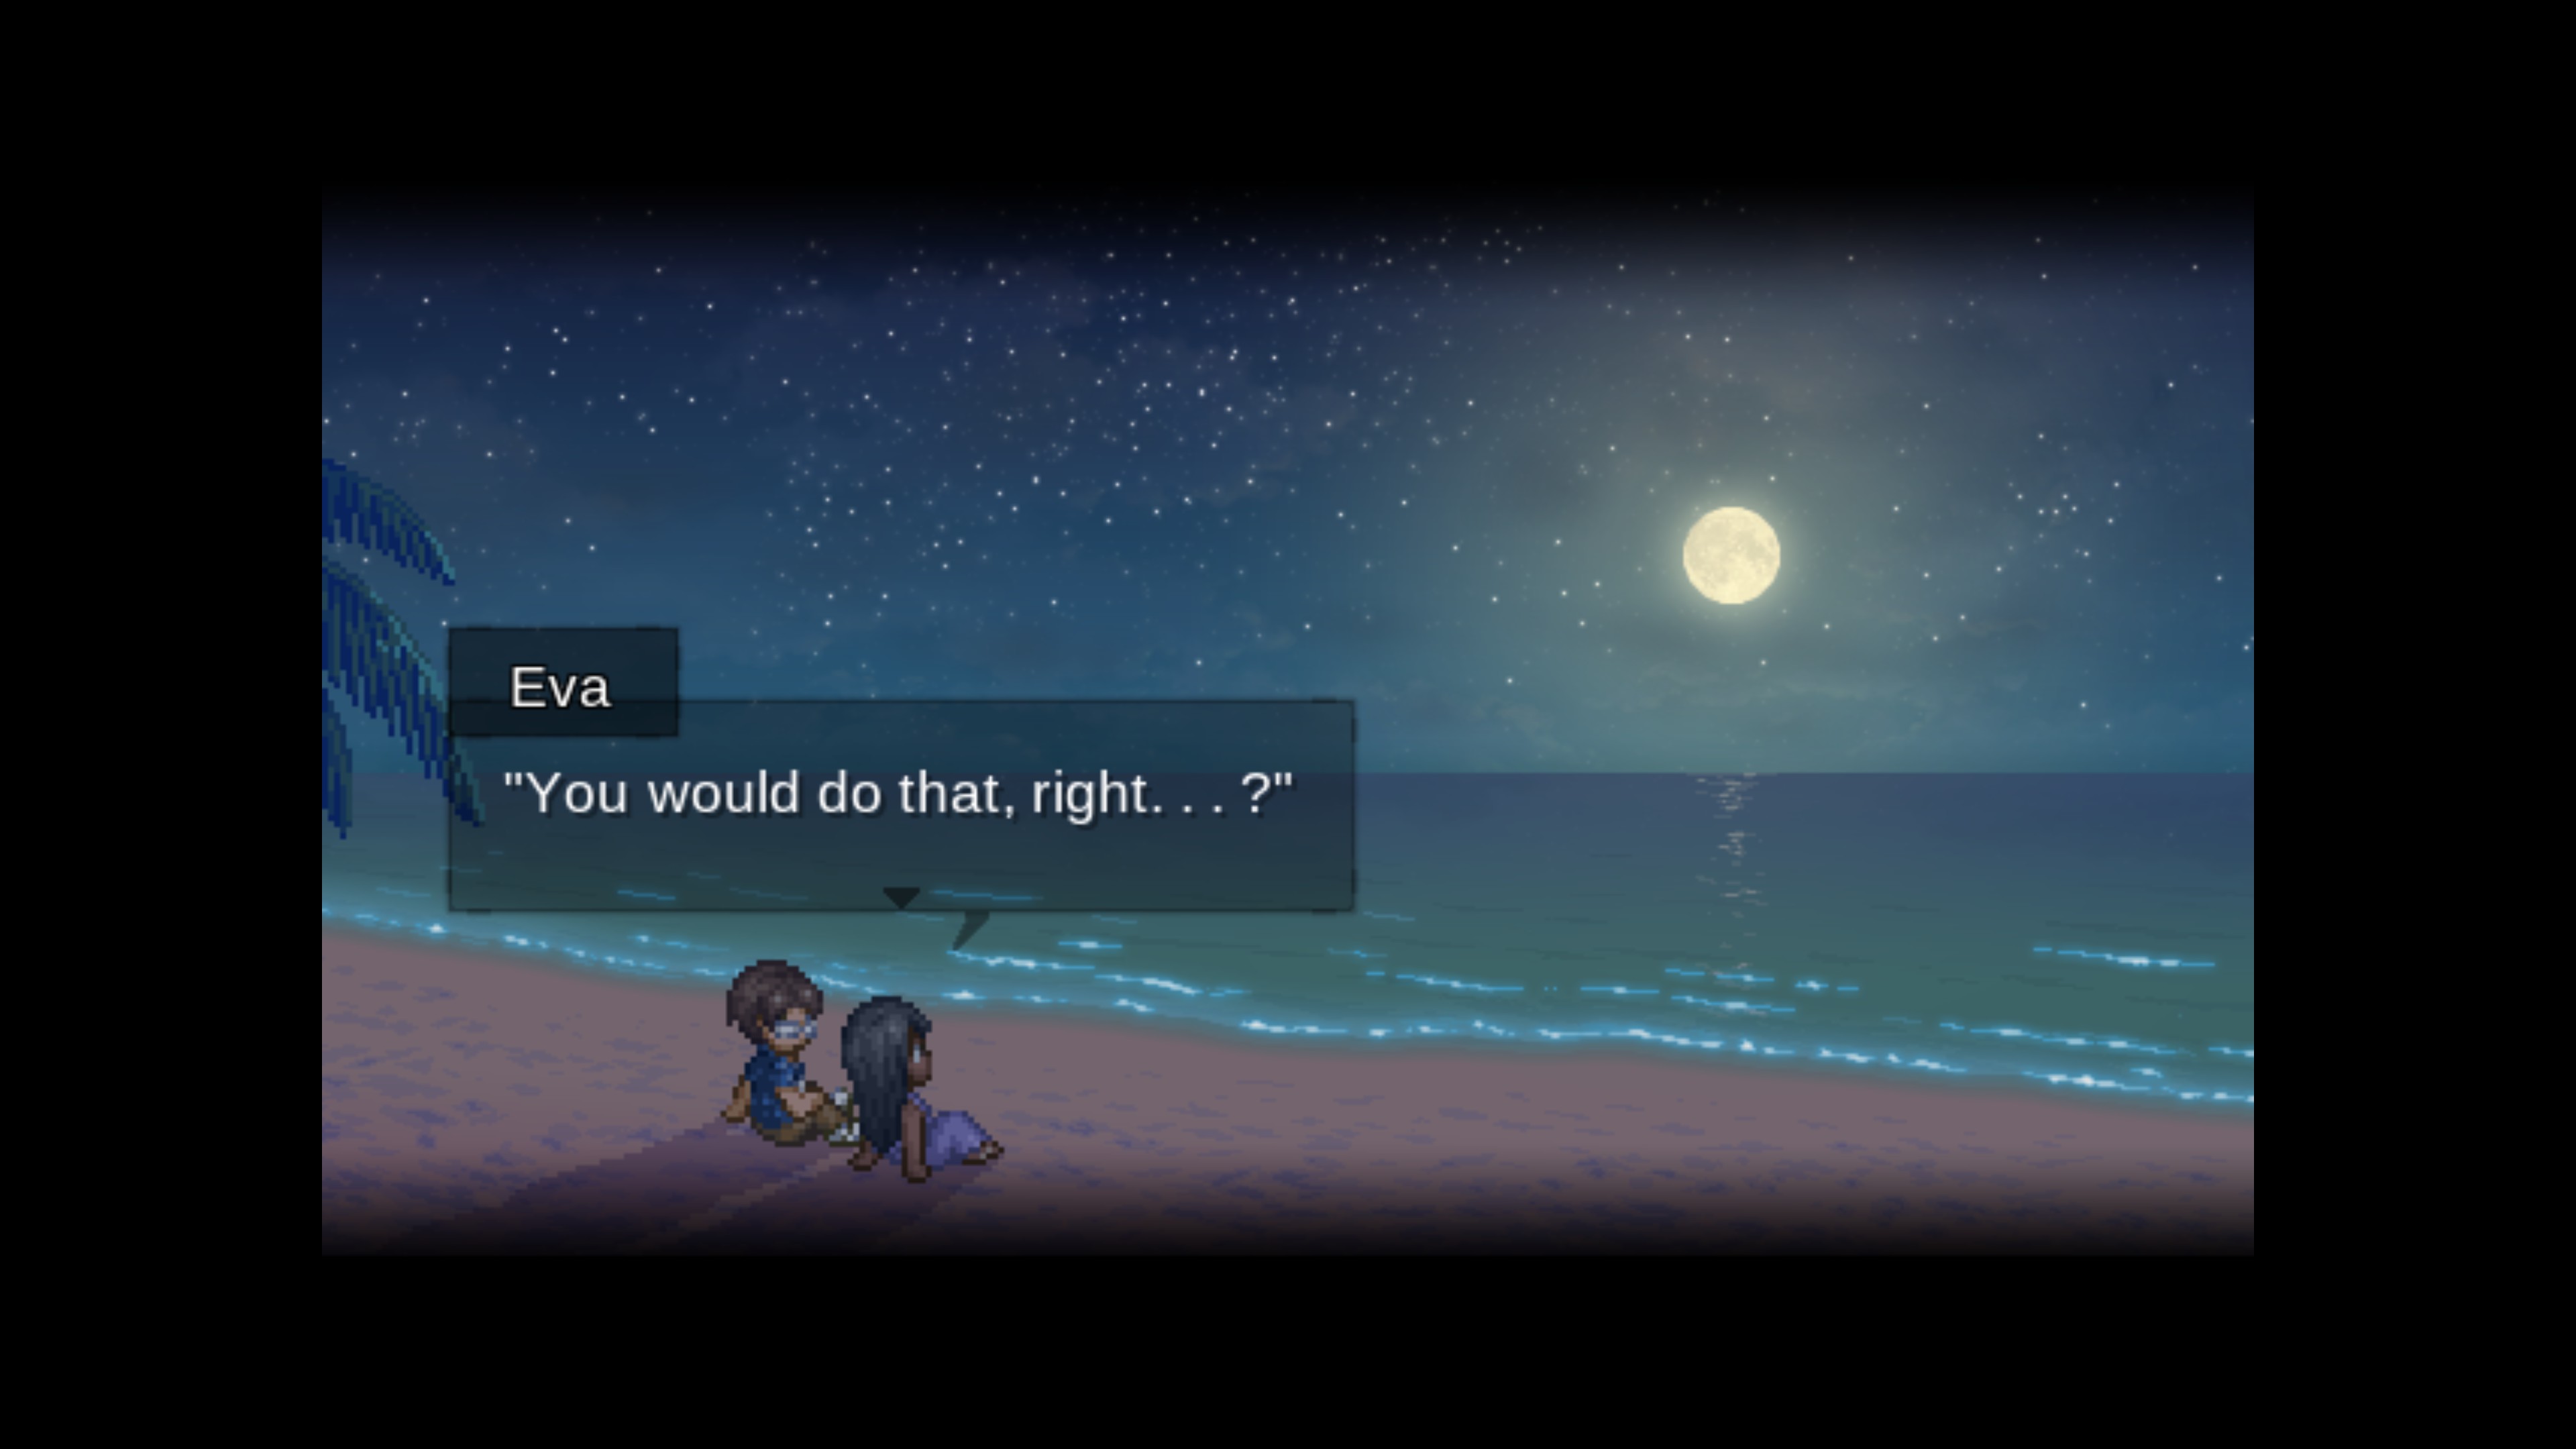 Eva
"You would do that, right. . . ?"